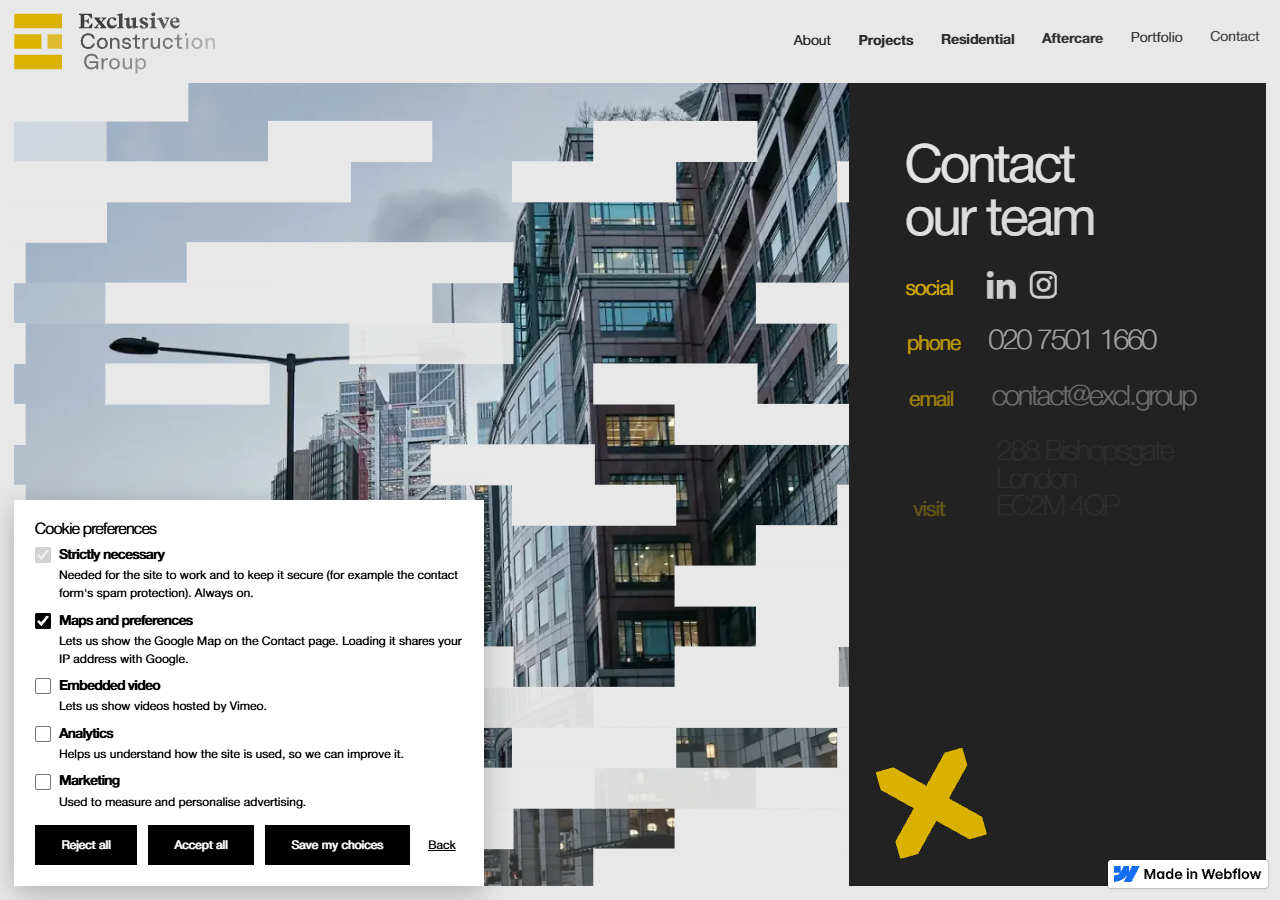 Exclusive
Construction
Group
About
Projects
Residential
Aftercare
Portfolio
Contact
Contact
our team
social
phone
020 7501 1660
email
contact@excl.group
288 Bishopsgate
London
visit
EC2M 4QP
Cookie preferences
Strictly necessary
Needed for the site to work and to keep it secure (for example the contact
form's spam protection). Always on.
Maps and preferences
Lets us show the Google Map on the Contact page. Loading it shares your
IP address with Google.
Embedded video
Lets us show videos hosted by Vimeo.
Analytics
Helps us understand how the site is used, so we can improve it.
Marketing
Used to measure and personalise advertising.
Reject all
Accept all
Save my choices
Back
Made in Webflow